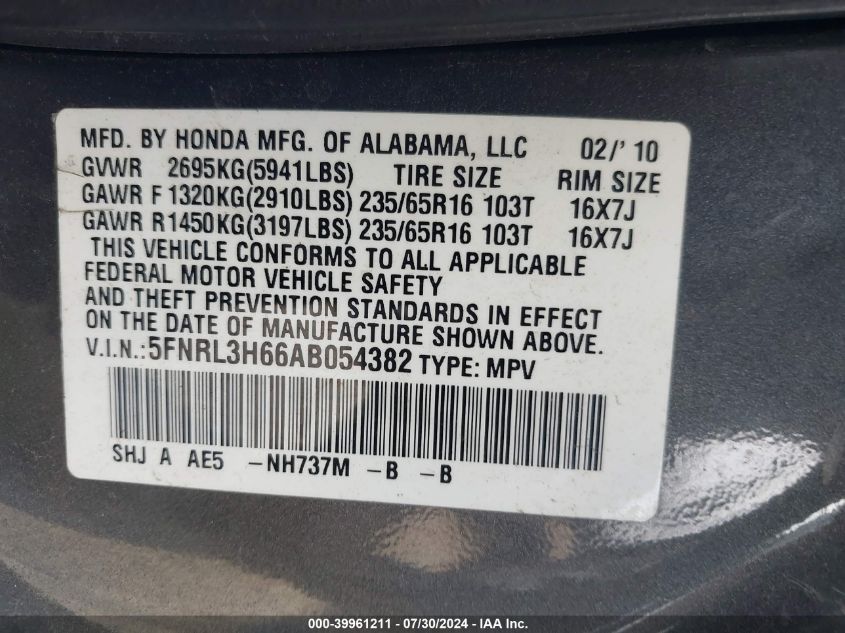 MFD. BY HONDA MFG. OF ALABAMA, LLC 02/' 10
GVWR 2695KG(5941LBS) TIRE SIZE RIM SIZE
GAWR F 1320KG(2910LBS) 235/65R16 103T 16X7J
GAWR R1450KG(3197LBS) 235/65R16 103T 16X7J
THIS VEHICLE CONFORMS TO ALL APPLICABLE
FEDERAL MOTOR VEHICLE SAFETY
AND THEFT PREVENTION STANDARDS IN EFFECT
ON THE DATE OF MANUFACTURE SHOWN ABOVE.
V.I.N.:5FNRL3H66AB054382 TYPE: MPV
SHJ A AE5 -NH737M -B -B
000-39961211 - 07/30/2024 - IAA Inc.